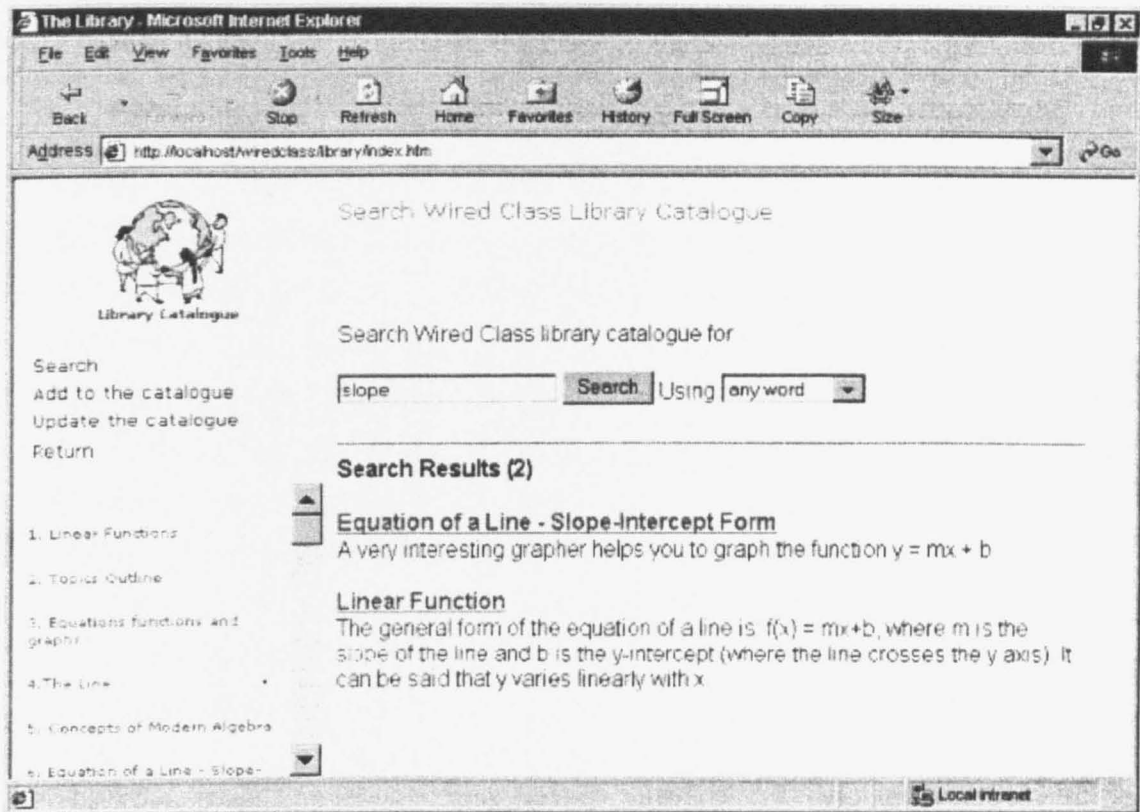 The Library - Microsoft Internet Explorer
File Edit View Favorites Tools Help
Back Forward Stop Refresh Home Favorites History Full Screen Copy Size
Address http://localhost/wiredclass/library/index.htm Go
Library Catalogue
Search
Add to the catalogue
Update the catalogue
Return
1. Linear Functions
2. Topics Outline
3. Equations functions and
graphs
4.The Line
5. Concepts of Modern Algebra
6. Equation of a Line - Slope-
Search Wired Class Library Catalogue
Search Wired Class library catalogue for
slope Search Using any word
Search Results (2)
Equation of a Line - Slope-Intercept Form
A very interesting grapher helps you to graph the function y = mx + b
Linear Function
The general form of the equation of a line is f(x) = mx+b, where m is the
slope of the line and b is the y-intercept (where the line crosses the y axis). It
can be said that y varies linearly with x
Local intranet